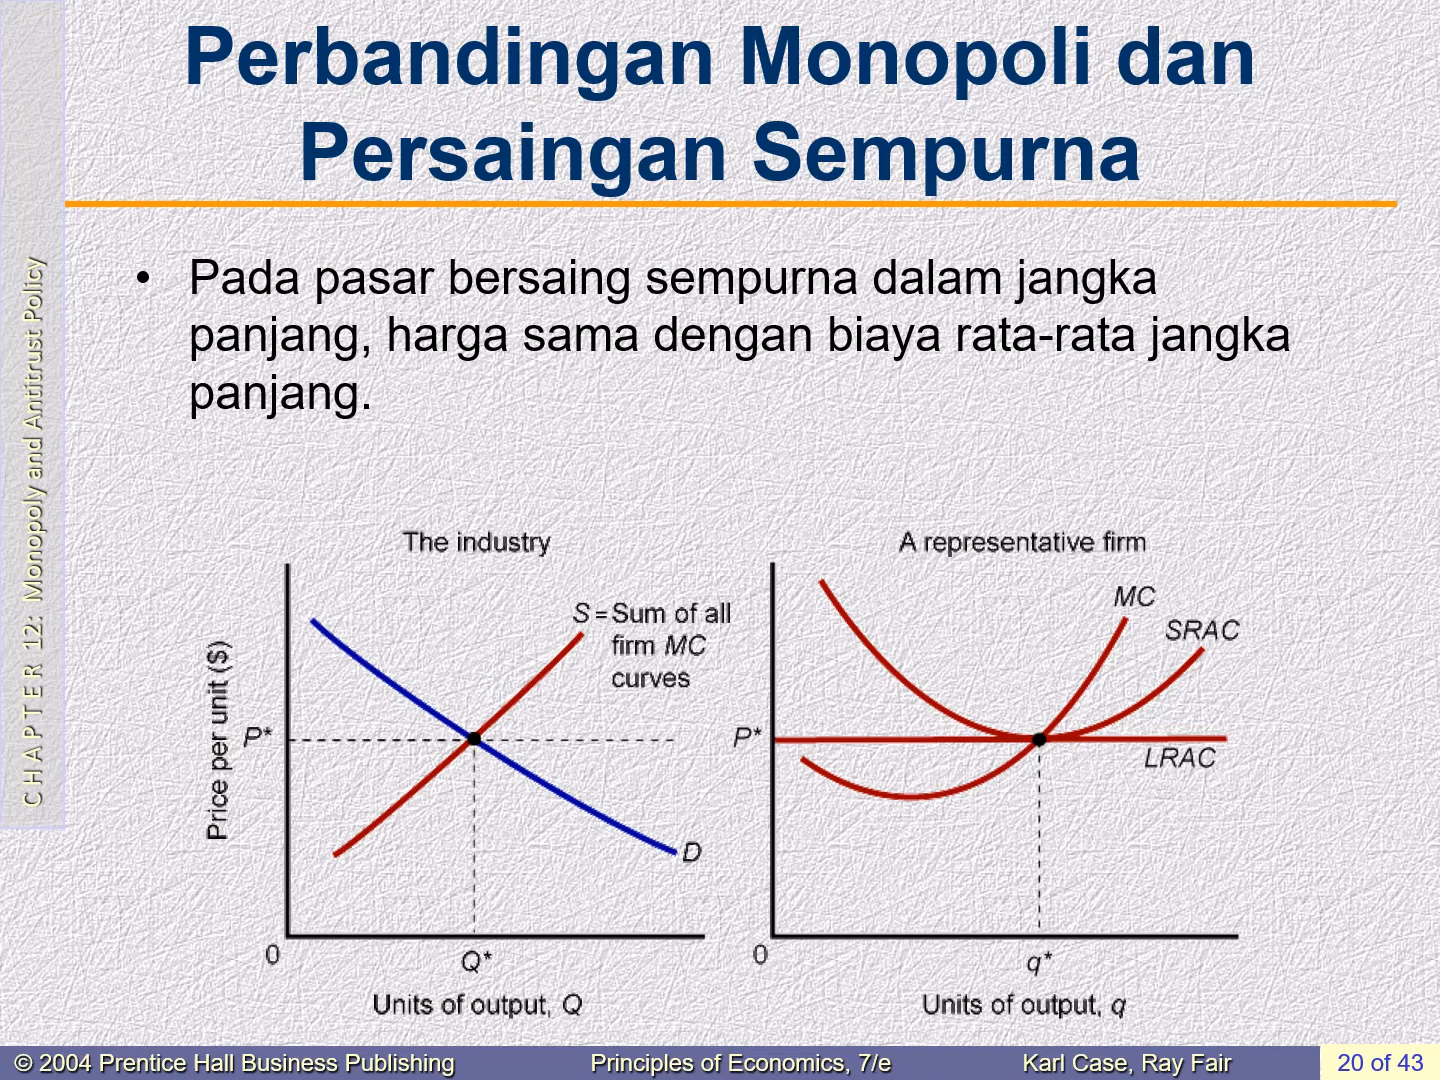 Perbandingan Monopoli dan
Persaingan Sempurna
CHAPTER 12: Monopoly and Antitrust Policy
• Pada pasar bersaing sempurna dalam jangka
panjang, harga sama dengan biaya rata-rata jangka
panjang.
The industry
Price per unit ($)
S = Sum of all
firm MC
curves
P*
D
0
Q*
Units of output, Q
A representative firm
MC
SRAC
P*
LRAC
0
q*
Units of output, q
© 2004 Prentice Hall Business Publishing
Principles of Economics, 7/e
Karl Case, Ray Fair
20 of 43